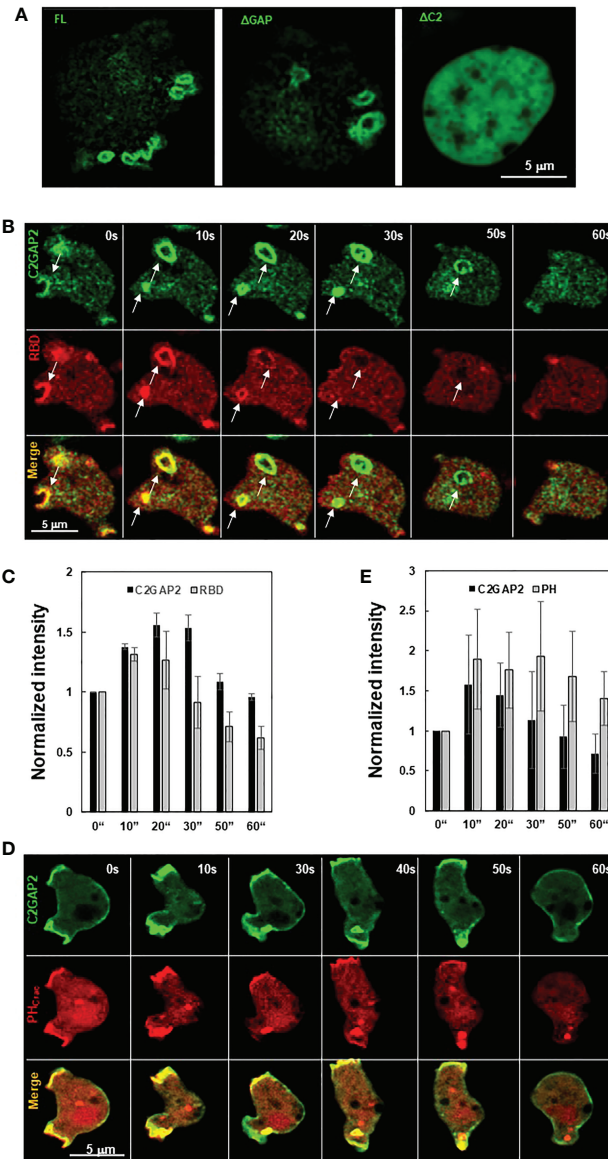 A
FL
ΔGAP
ΔC2
5 µm
B
0s 10s 20s 30s 50s 60s
C2GAP2
RBD
Merge
5 µm
C
C2GAP2 RBD
Normalized intensity
2
1.5
1
0.5
0
0“ 10” 20“ 30” 50“ 60“
E
C2GAP2 PH
Normalized intensity
3
2.5
2
1.5
1
0.5
0
0“ 10” 20“ 30“ 50” 60“
D
0s 10s 30s 40s 50s 60s
C2GAP2
PHCrac
Merge
5 µm